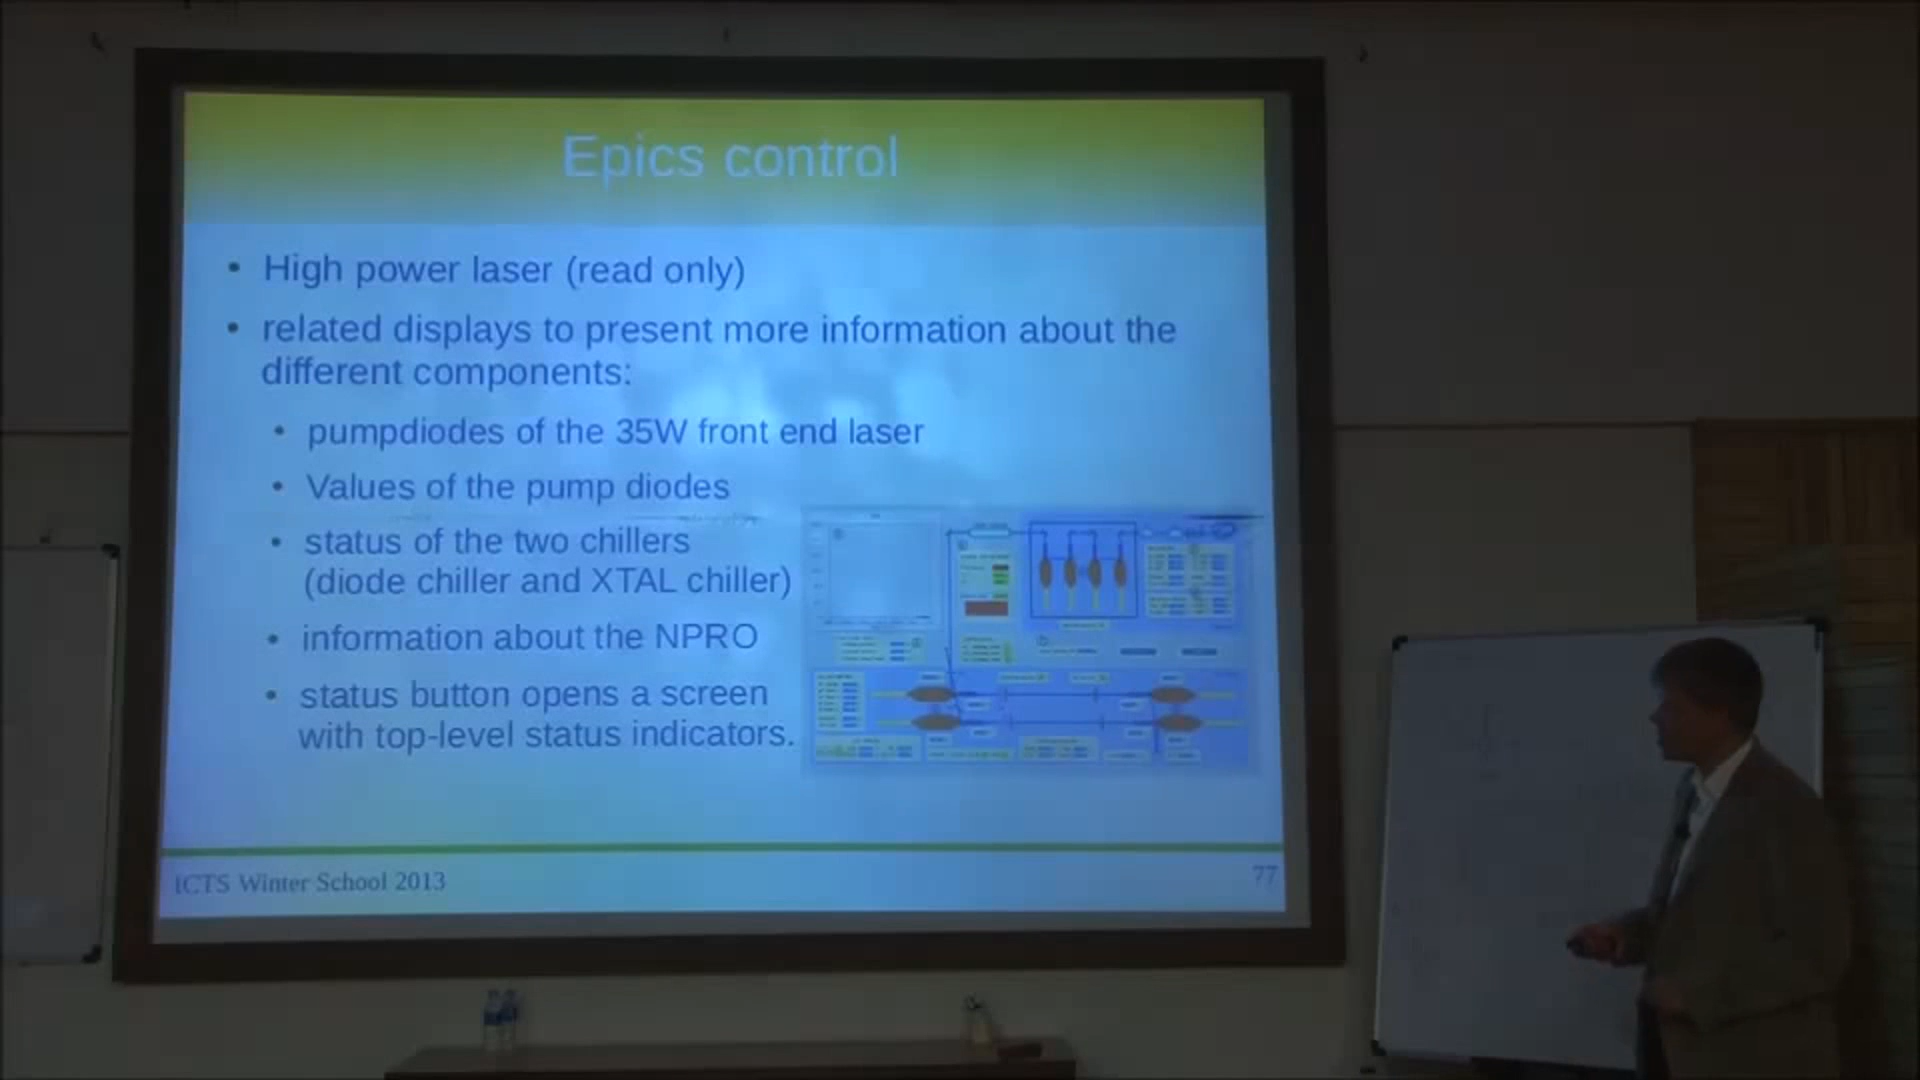 Epics control
• High power laser (read only)
• related displays to present more information about the
different components:
• pumpdiodes of the 35W front end laser
• Values of the pump diodes
• status of the two chillers
(diode chiller and XTAL chiller)
• information about the NPRO
• status button opens a screen
with top-level status indicators.
ICTS Winter School 2013
77